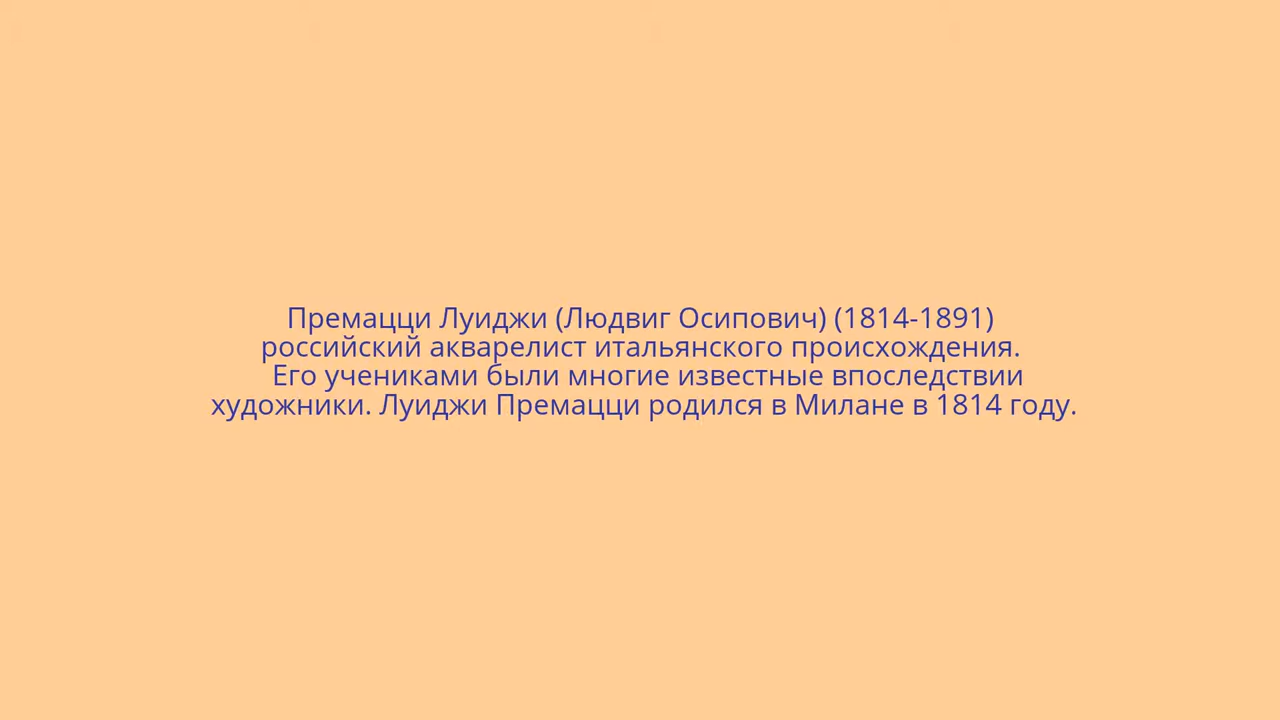 Премацци Луиджи (Людвиг Осипович) (1814-1891)
российский акварелист итальянского происхождения.
Его учениками были многие известные впоследствии
художники. Луиджи Премацци родился в Милане в 1814 году.